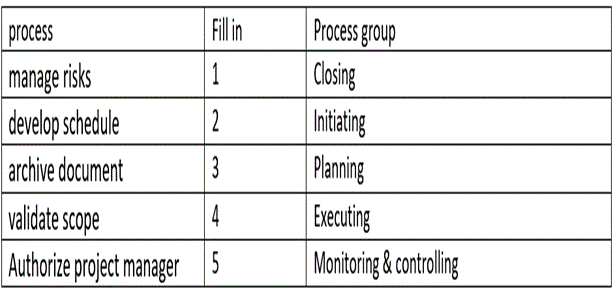 process Fill in Process group
manage risks 1 Closing
develop schedule 2 Initiating
archive document 3 Planning
validate scope 4 Executing
Authorize project manager 5 Monitoring & controlling